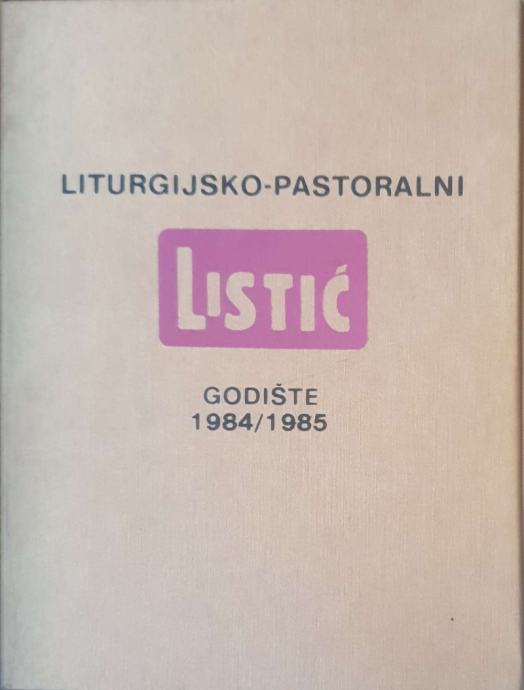 LITURGIJSKO-PASTORALNI
LISTIĆ
GODIŠTE
1984/1985